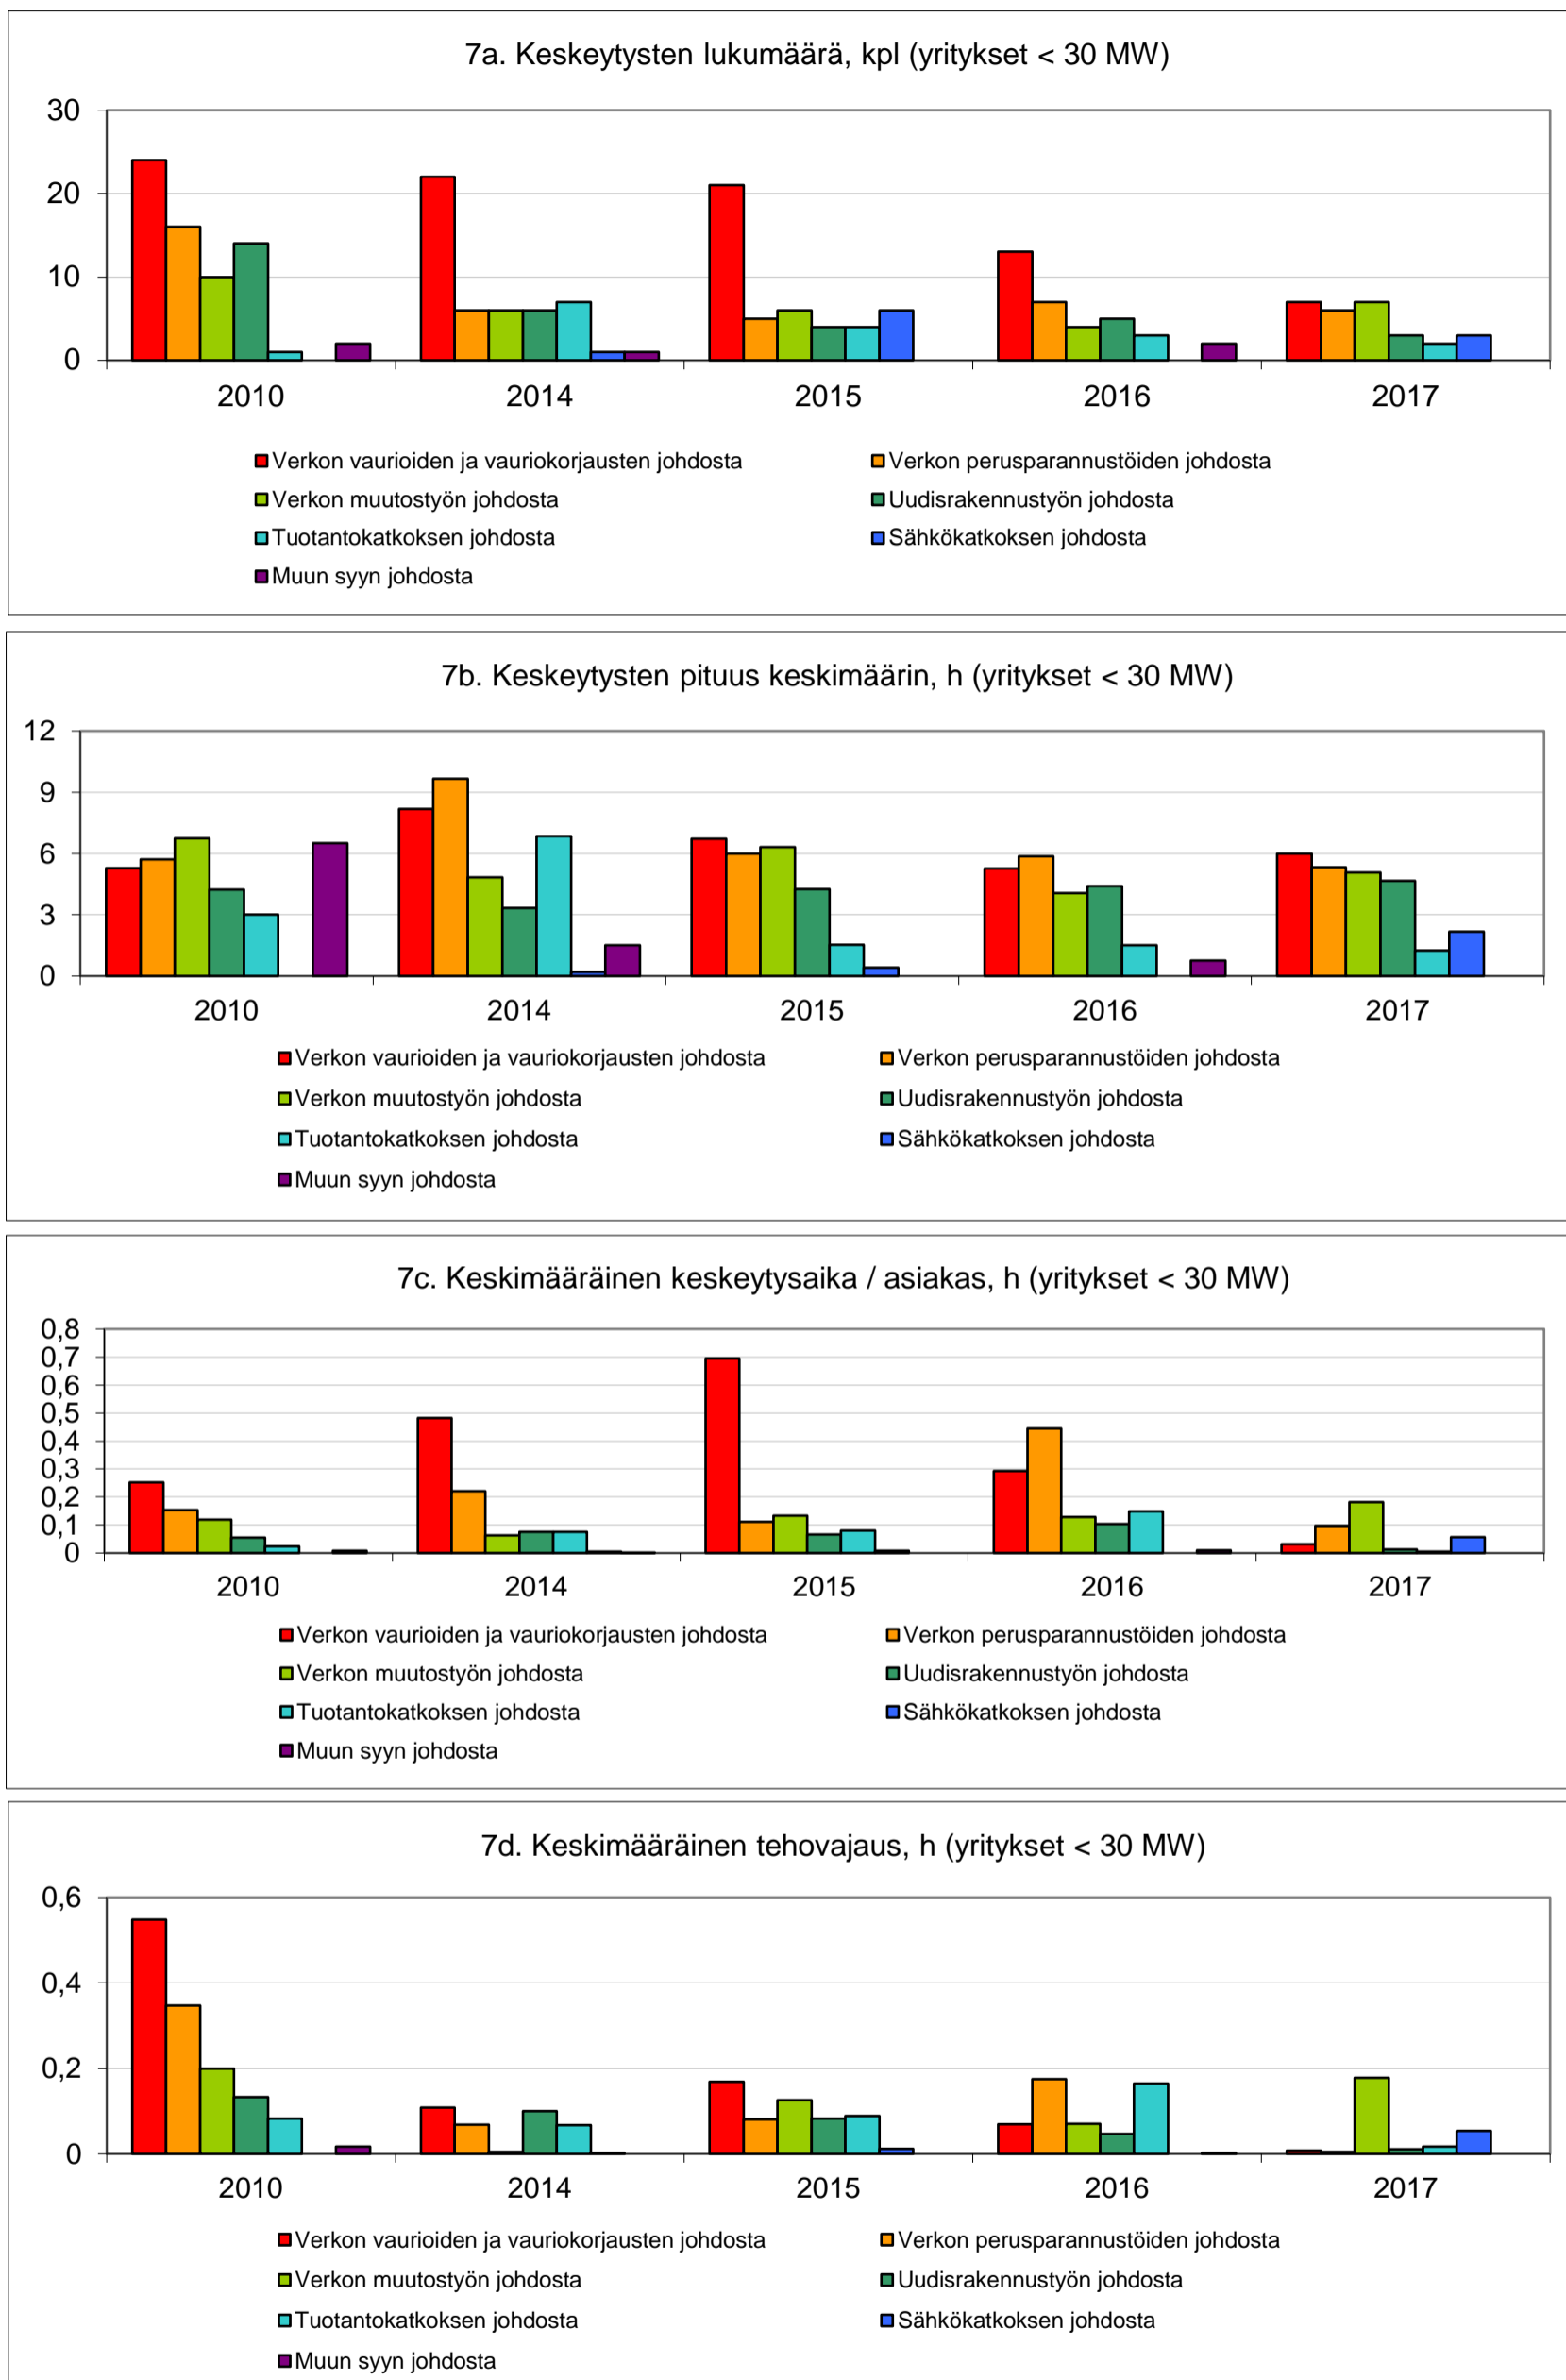 7a. Keskeytysten lukumäärä, kpl (yritykset < 30 MW)
30
20
10
0
2010 2014 2015 2016 2017
Verkon vaurioiden ja vauriokorjausten johdosta Verkon perusparannustöiden johdosta
Verkon muutostyön johdosta Uudisrakennustyön johdosta
Tuotantokatkoksen johdosta Sähkökatkoksen johdosta
Muun syyn johdosta
7b. Keskeytysten pituus keskimäärin, h (yritykset < 30 MW)
12
9
6
3
0
2010 2014 2015 2016 2017
Verkon vaurioiden ja vauriokorjausten johdosta Verkon perusparannustöiden johdosta
Verkon muutostyön johdosta Uudisrakennustyön johdosta
Tuotantokatkoksen johdosta Sähkökatkoksen johdosta
Muun syyn johdosta
7c. Keskimääräinen keskeytysaika / asiakas, h (yritykset < 30 MW)
0,8
0,7
0,6
0,5
0,4
0,3
0,2
0,1
0
2010 2014 2015 2016 2017
Verkon vaurioiden ja vauriokorjausten johdosta Verkon perusparannustöiden johdosta
Verkon muutostyön johdosta Uudisrakennustyön johdosta
Tuotantokatkoksen johdosta Sähkökatkoksen johdosta
Muun syyn johdosta
7d. Keskimääräinen tehovajaus, h (yritykset < 30 MW)
0,6
0,4
0,2
0
2010 2014 2015 2016 2017
Verkon vaurioiden ja vauriokorjausten johdosta Verkon perusparannustöiden johdosta
Verkon muutostyön johdosta Uudisrakennustyön johdosta
Tuotantokatkoksen johdosta Sähkökatkoksen johdosta
Muun syyn johdosta